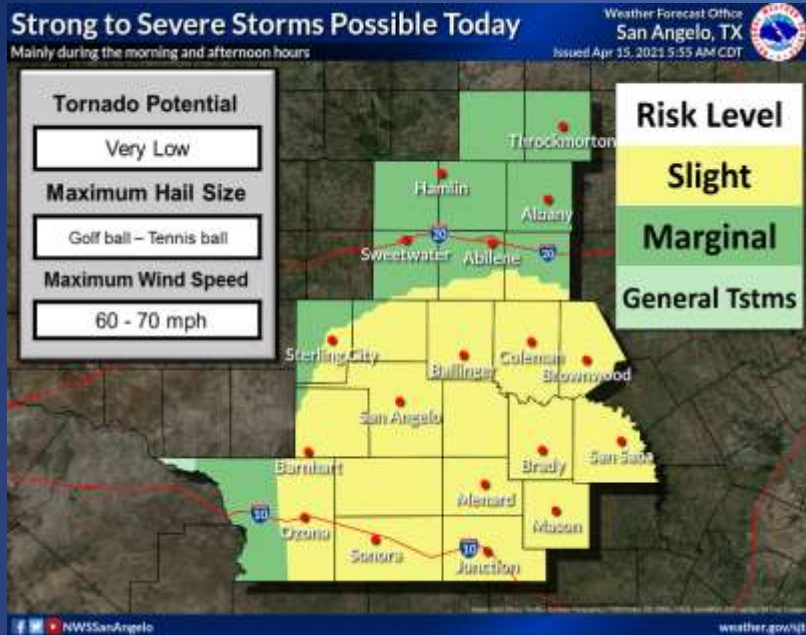 Strong to Severe Storms Possible Today
Mainly during the morning and afternoon hours
Weather Forecast Office
San Angelo, TX
Issued Apr 15, 2021 5:55 AM CDT
Tornado Potential
Very Low
Maximum Hail Size
Golf ball – Tennis ball
Maximum Wind Speed
60 - 70 mph
Risk Level
Slight
Marginal
General Tstms
Throckmorton
Hamlin
Albany
20
Sweetwater
Abilene
20
Sterling City
Ballinger
Coleman
Brownwood
San Angelo
Barnhart
Brady
San Saba
Menard
10
Ozona
Mason
Sonora
10
Junction
NWSSanAngelo
weather.gov/sjt